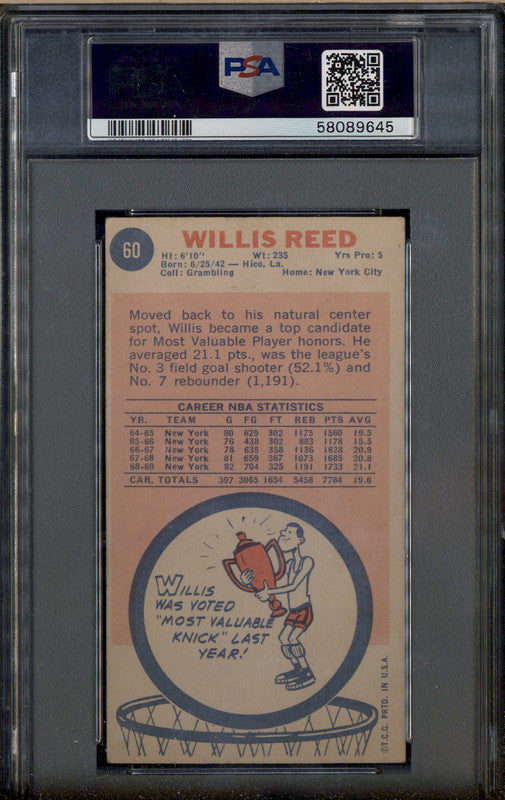 PSA
58089645
60
WILLIS REED
Ht: 6'10" Wt: 235 Yrs Pro: 5
Born: 6/25/42 — Hico, La.
Coll: Grambling Home: New York City
Moved back to his natural center
spot, Willis became a top candidate
for Most Valuable Player honors. He
averaged 21.1 pts., was the league's
No. 3 field goal shooter (52.1%) and
No. 7 rebounder (1,191).
CAREER NBA STATISTICS
YR. TEAM G FG FT REB PTS AVG
64-65 New York 80 629 302 1175 1560 19.5
65-66 New York 76 438 302 883 1178 15.5
66-67 New York 78 635 358 1136 1628 20.9
67-68 New York 81 659 367 1073 1685 20.8
68-69 New York 82 704 325 1191 1733 21.1
CAR. TOTALS 397 3065 1654 5458 7784 19.6
WILLIS
WAS VOTED
"MOST VALUABLE
KNICK" LAST
YEAR!
©T.C.G. PRTD. IN U.S.A.